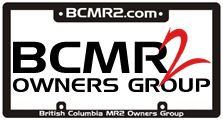 BCMR2.com
BCMR2
OWNERS GROUP
British Columbia MR2 Owners Group